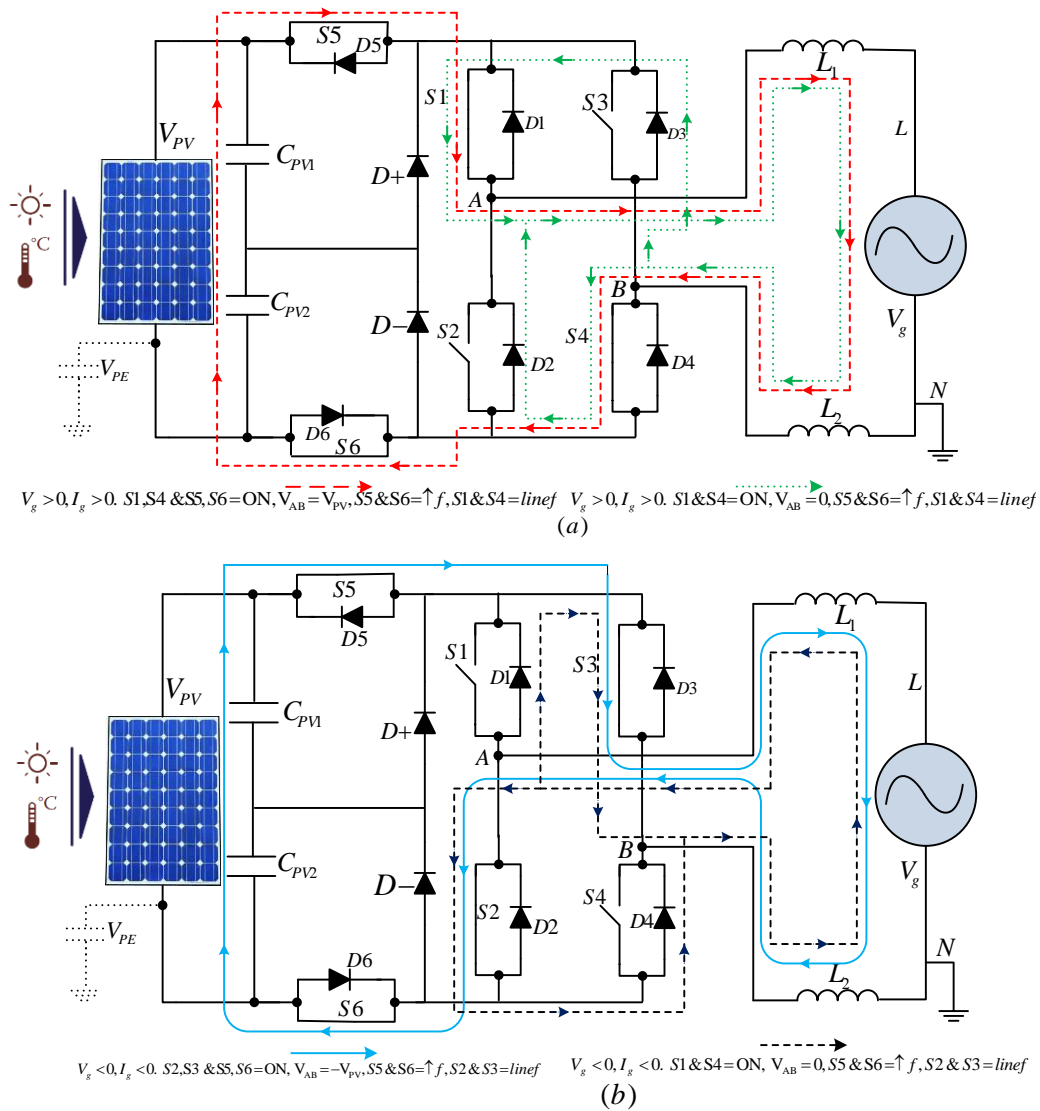 S5
D5
V_PV
C_PV1
D+
S1
D1
S3
D3
L_1
L
A
°C
C_PV2
D−
S2
D2
B
S4
D4
V_g
V_PE
D6
S6
L_2
N
V_g>0, I_g>0. S1,S4 &S5,S6=ON, V_AB=V_PV, S5&S6=↑f, S1&S4=linef
V_g>0, I_g>0. S1&S4=ON, V_AB=0, S5&S6=↑f, S1&S4=linef
(a)
S5
D5
V_PV
C_PV1
D+
S1
D1
S3
D3
L_1
L
A
°C
C_PV2
D−
S2
D2
B
S4
D4
V_g
V_PE
D6
S6
L_2
N
V_g<0, I_g<0. S2,S3 &S5,S6=ON, V_AB=−V_PV, S5&S6=↑f, S2&S3=linef
V_g<0, I_g<0. S1&S4=ON, V_AB=0, S5&S6=↑f, S2&S3=linef
(b)